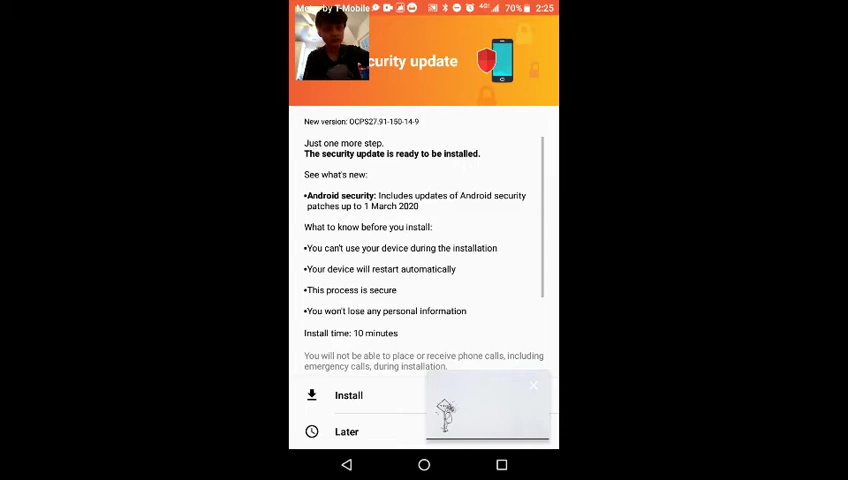 Metro by T-Mobile 4G 70% 2:25
curity update
New version: OCPS27.91-150-14-9
Just one more step.
The security update is ready to be installed.
See what's new:
•Android security: Includes updates of Android security
patches up to 1 March 2020
What to know before you install:
•You can't use your device during the installation
•Your device will restart automatically
•This process is secure
•You won't lose any personal information
Install time: 10 minutes
You will not be able to place or receive phone calls, including
emergency calls, during installation.
Install
Later